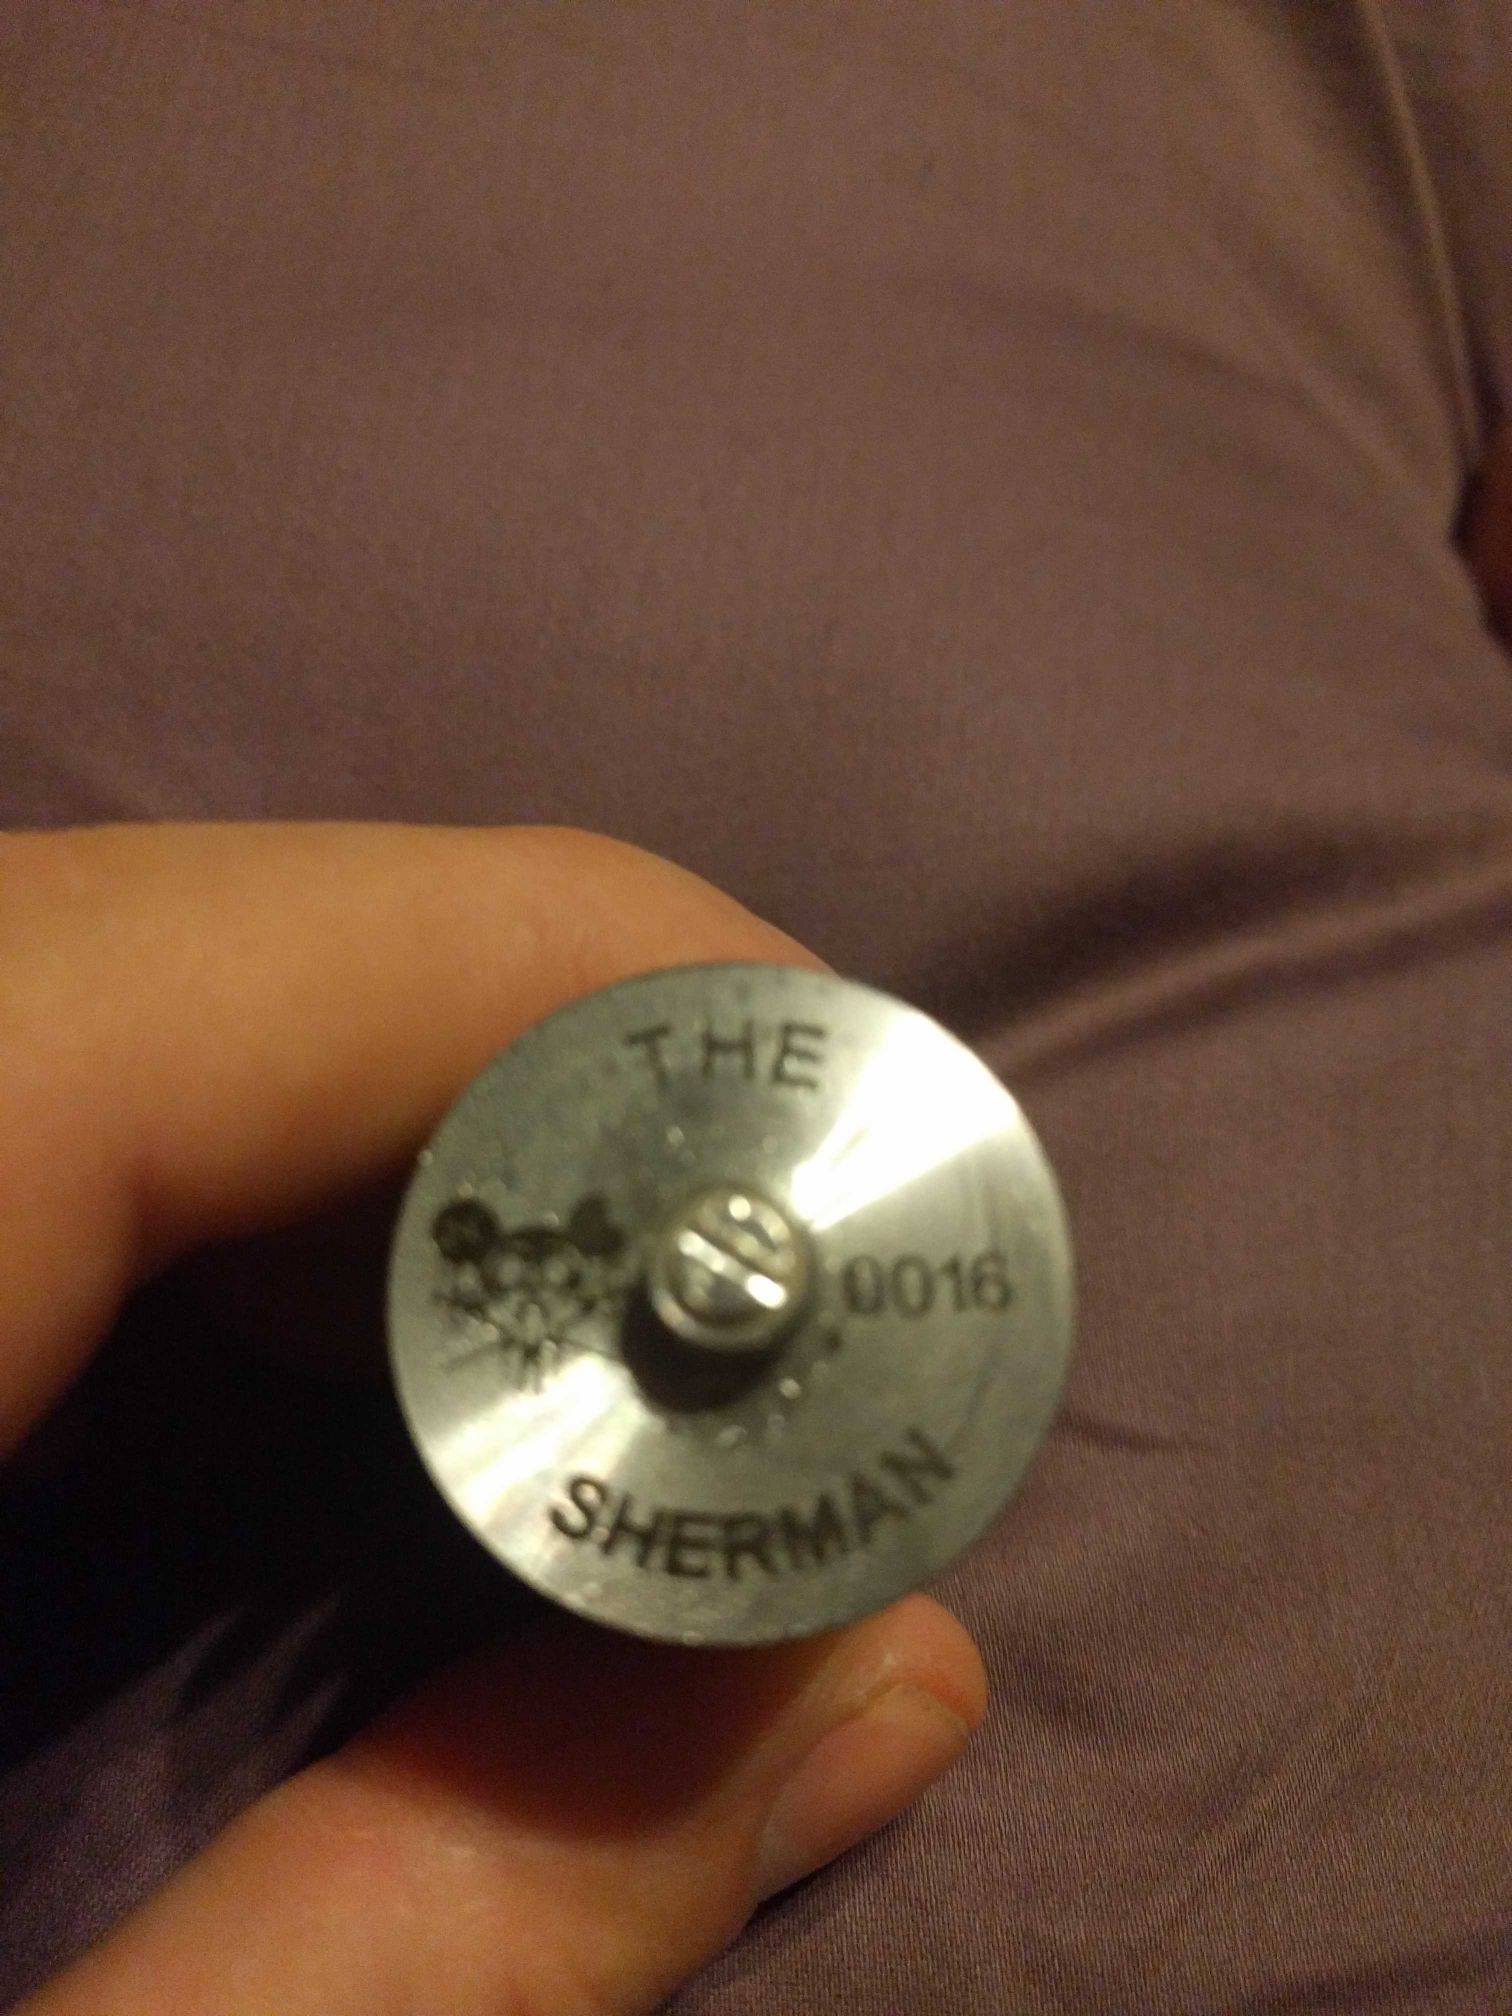 THE
0016
SHERMAN